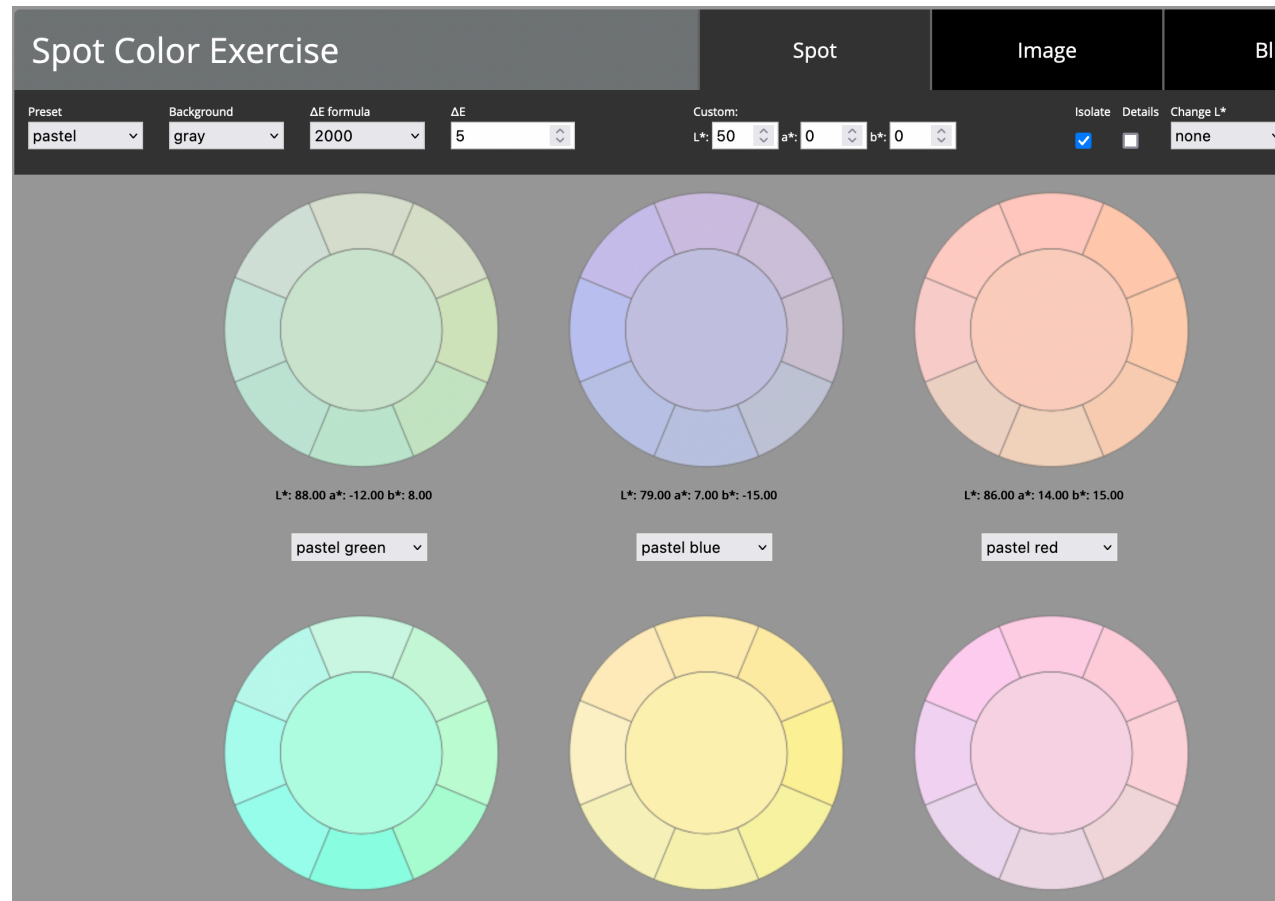 Spot Color Exercise
Spot
Image
Bl
Preset
Background
ΔE formula
ΔE
Custom:
Isolate
Details
Change L*
pastel
gray
2000
5
L*: 50 a*: 0 b*: 0
none
L*: 88.00 a*: -12.00 b*: 8.00
L*: 79.00 a*: 7.00 b*: -15.00
L*: 86.00 a*: 14.00 b*: 15.00
pastel green
pastel blue
pastel red